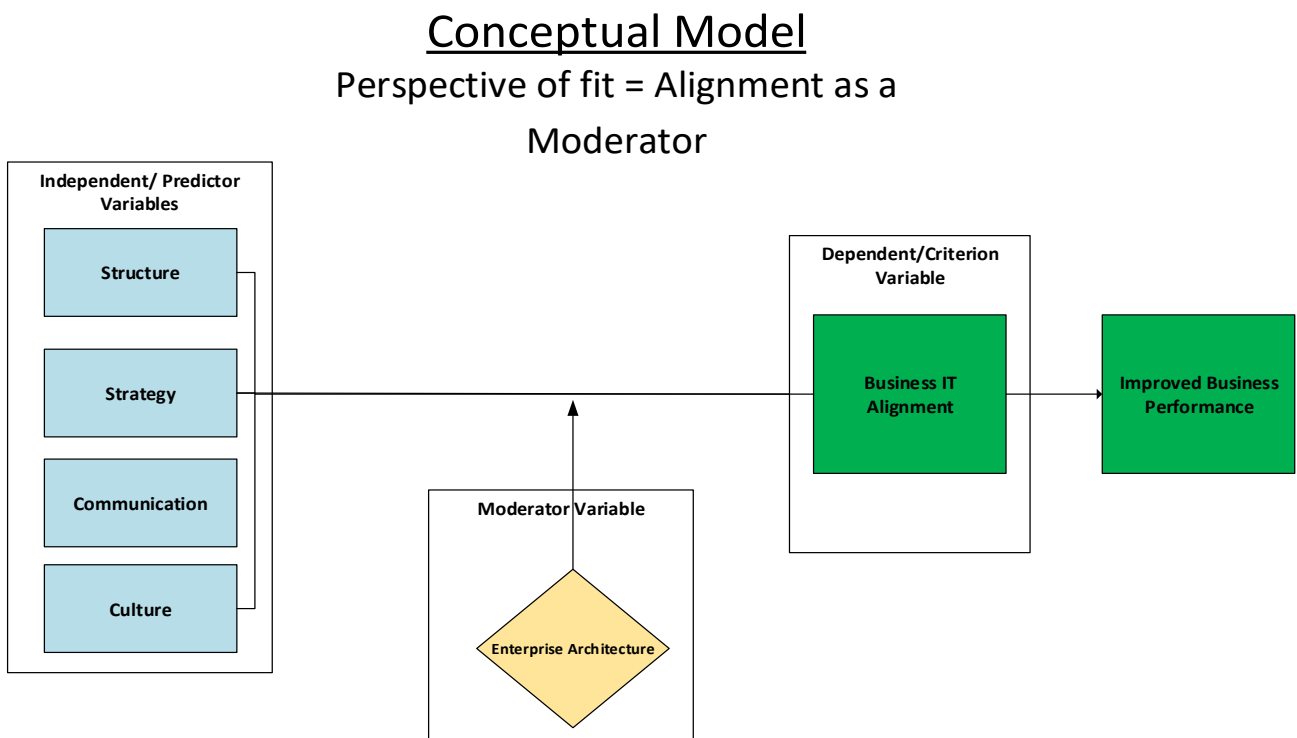 Conceptual Model
Perspective of fit = Alignment as a
Moderator
Independent/ Predictor
Variables
Structure
Strategy
Communication
Culture
Moderator Variable
Enterprise Architecture
Dependent/Criterion
Variable
Business IT
Alignment
Improved Business
Performance